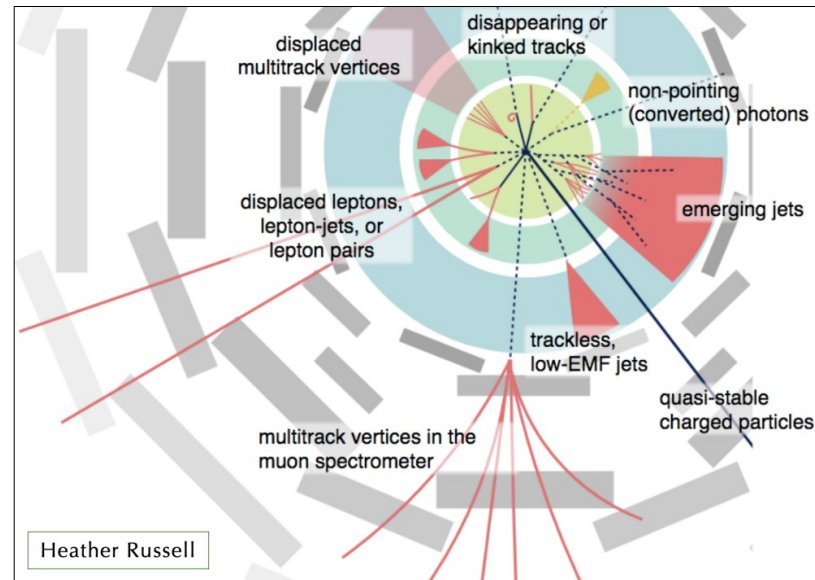 disappearing or
kinked tracks
displaced
multitrack vertices
non-pointing
(converted) photons
displaced leptons,
lepton-jets, or
lepton pairs
emerging jets
trackless,
low-EMF jets
quasi-stable
charged particles
multitrack vertices in the
muon spectrometer
Heather Russell